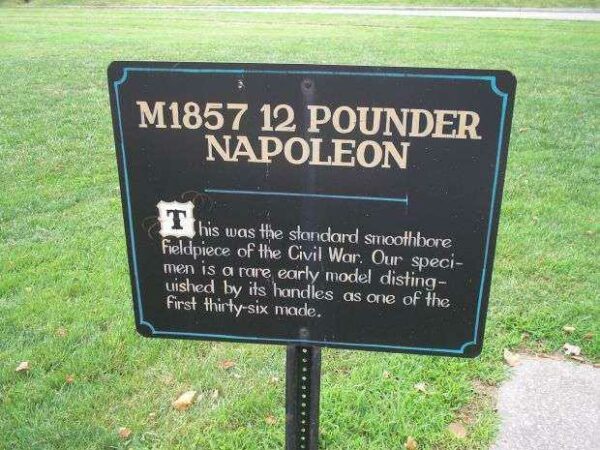 M1857 12 POUNDER
NAPOLEON
This was the standard smoothbore
fieldpiece of the Civil War. Our speci-
men is a rare, early model disting-
uished by its handles as one of the
first thirty-six made.